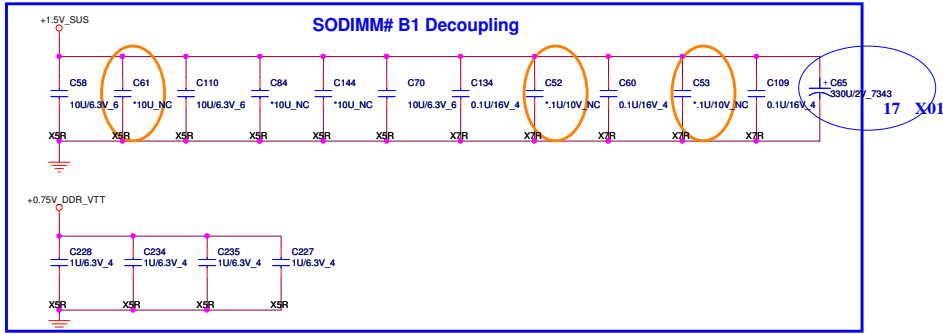 SODIMM# B1 Decoupling
+1.5V_SUS
C58 C61 C110 C84 C144 C70 C134 C52 C60 C53 C109 + C65
10U/6.3V_6 *10U_NC 10U/6.3V_6 *10U_NC *10U_NC 10U/6.3V_6 0.1U/16V_4 *.1U/10V_NC 0.1U/16V_4 *.1U/10V_NC 0.1U/16V_4 330U/2V_7343
17 X01
X5R X5R X5R X5R X5R X5R X7R X7R X7R X7R X7R
+0.75V_DDR_VTT
C228 C234 C235 C227
1U/6.3V_4 1U/6.3V_4 1U/6.3V_4 1U/6.3V_4
X5R X5R X5R X5R